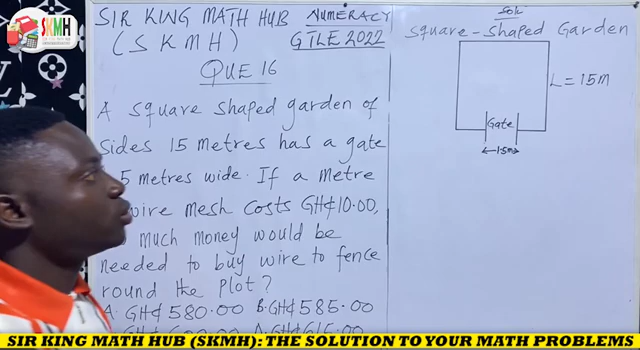 SKMH
SIR KING MATH HUB NUMERACY
(SKMH) GTLE 2022
QUE 16
A square shaped garden of
sides 15 metres has a gate
5 metres wide. If a metre
wire mesh costs GH¢10.00,
much money would be
needed to buy wire to fence
round the plot?
A. GH¢580.00 B. GH¢585.00
Soln
Square-Shaped Garden
L = 15m
Gate
SIR KING MATH HUB (SKMH): THE SOLUTION TO YOUR MATH PROBLEMS